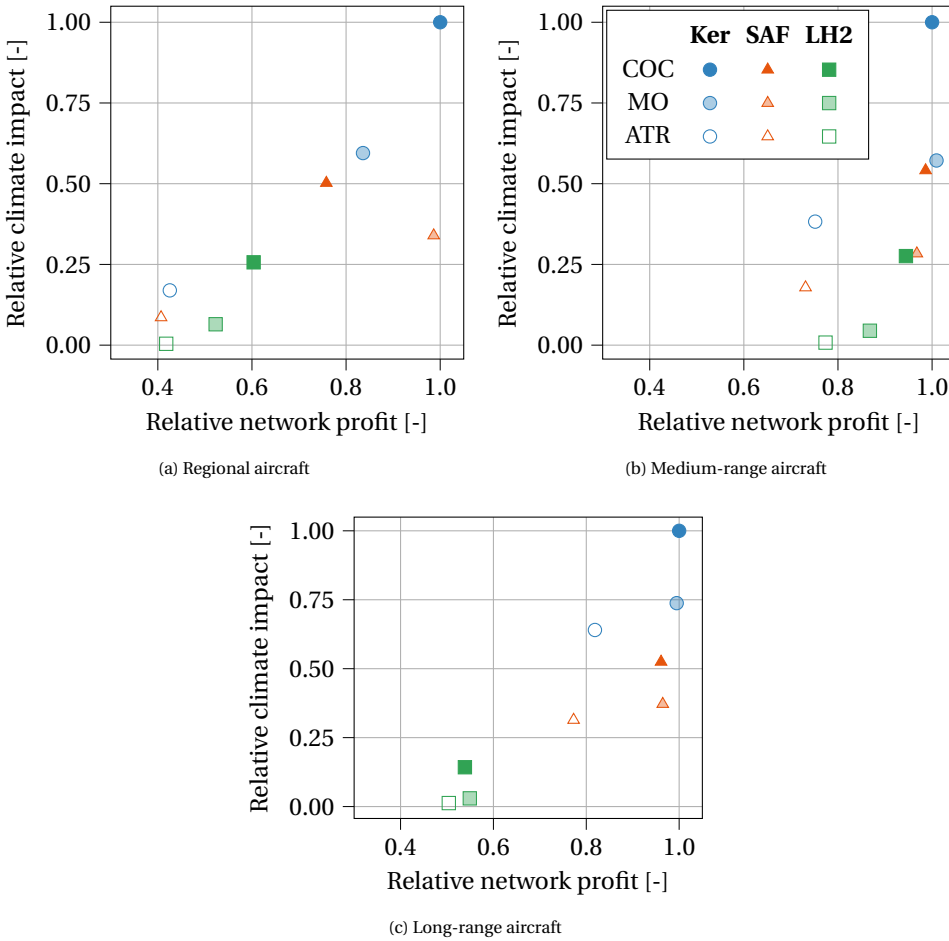 Relative climate impact [-]
1.00
0.75
0.50
0.25
0.00
0.4 0.6 0.8 1.0
Relative network profit [-]
(a) Regional aircraft
Relative climate impact [-]
1.00
0.75
0.50
0.25
0.00
Ker SAF LH2
COC
MO
ATR
0.4 0.6 0.8 1.0
Relative network profit [-]
(b) Medium-range aircraft
Relative climate impact [-]
1.00
0.75
0.50
0.25
0.00
0.4 0.6 0.8 1.0
Relative network profit [-]
(c) Long-range aircraft